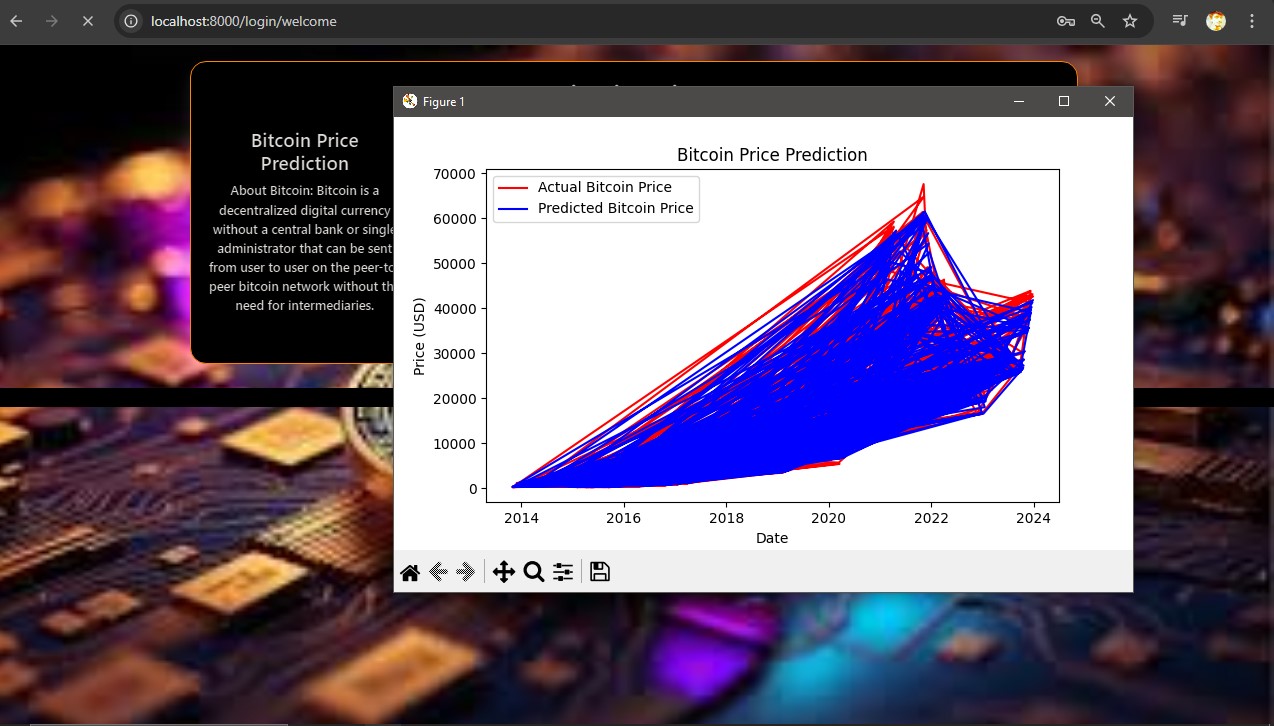 localhost:8000/login/welcome
Figure 1
Bitcoin Price
Prediction
About Bitcoin: Bitcoin is a
decentralized digital currency
without a central bank or single
administrator that can be sent
from user to user on the peer-to
peer bitcoin network without th
need for intermediaries.
Bitcoin Price Prediction
Actual Bitcoin Price
Predicted Bitcoin Price
Price (USD)
70000
60000
50000
40000
30000
20000
10000
0
2014 2016 2018 2020 2022 2024
Date